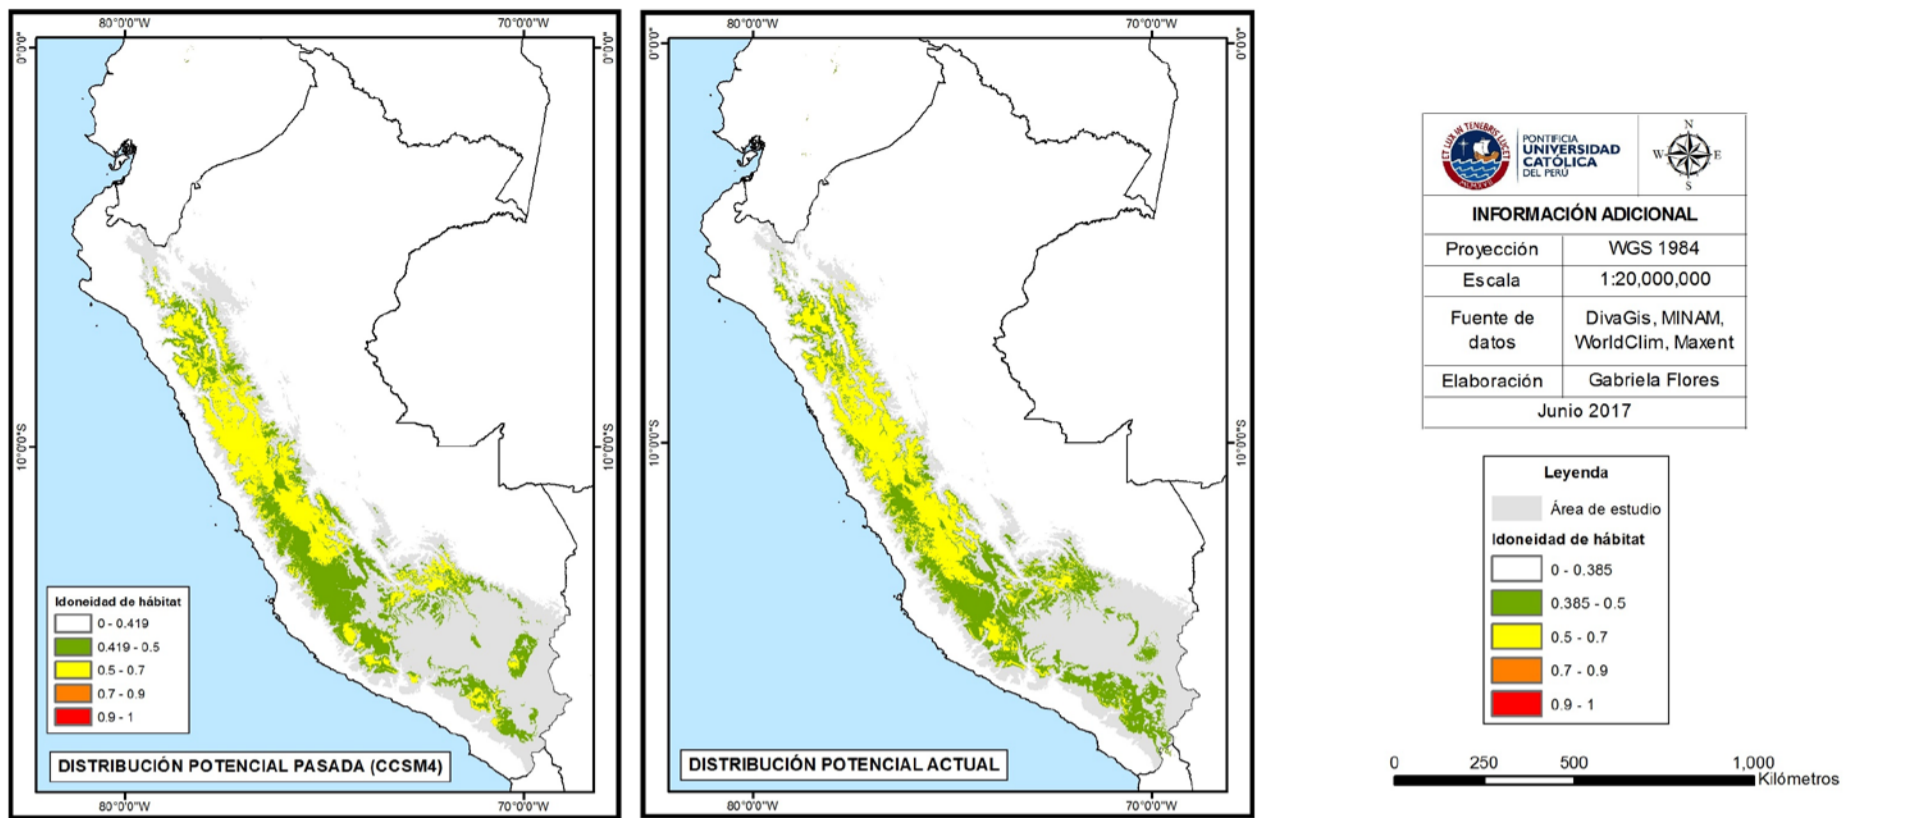 80°0'0"W
70°0'0"W
0°0'0"
0°0'0"
10°0'0"S
10°0'0"S
Idoneidad de hábitat
0 - 0.419
0.419 - 0.5
0.5 - 0.7
0.7 - 0.9
0.9 - 1
DISTRIBUCIÓN POTENCIAL PASADA (CCSM4)
80°0'0"W
70°0'0"W
80°0'0"W
70°0'0"W
0°0'0"
0°0'0"
10°0'0"S
10°0'0"S
DISTRIBUCIÓN POTENCIAL ACTUAL
80°0'0"W
70°0'0"W
ET LUX IN TENEBRIS LUCET
MCMXVII
PONTIFICIA
UNIVERSIDAD
CATÓLICA
DEL PERÚ
N
W
E
S
INFORMACIÓN ADICIONAL
Proyección WGS 1984
Escala 1:20,000,000
Fuente de datos DivaGis, MINAM, WorldClim, Maxent
Elaboración Gabriela Flores
Junio 2017
Leyenda
Área de estudio
Idoneidad de hábitat
0 - 0.385
0.385 - 0.5
0.5 - 0.7
0.7 - 0.9
0.9 - 1
0 250 500 1,000
Kilómetros